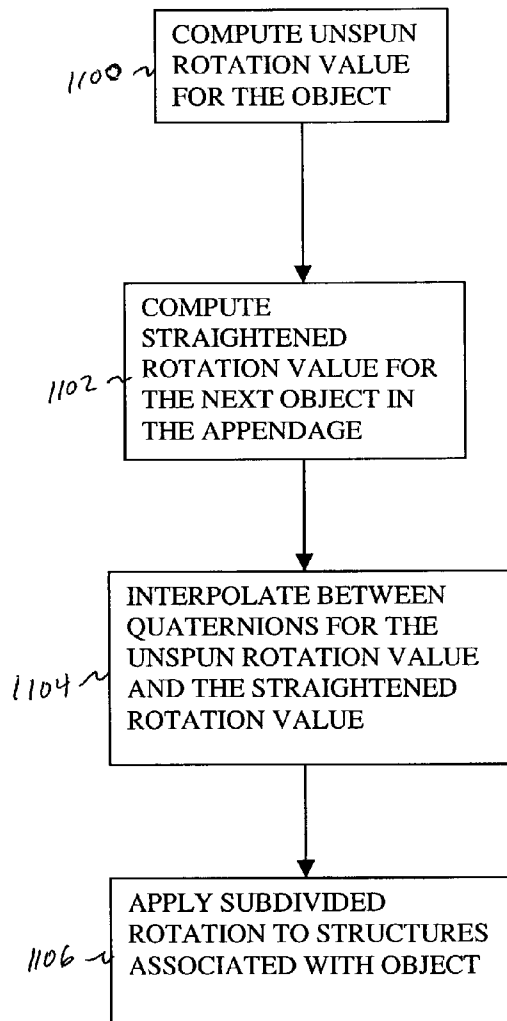 1100
COMPUTE UNSPUN
ROTATION VALUE
FOR THE OBJECT
1102
COMPUTE
STRAIGHTENED
ROTATION VALUE FOR
THE NEXT OBJECT IN
THE APPENDAGE
1104
INTERPOLATE BETWEEN
QUATERNIONS FOR THE
UNSPUN ROTATION VALUE
AND THE STRAIGHTENED
ROTATION VALUE
1106
APPLY SUBDIVIDED
ROTATION TO STRUCTURES
ASSOCIATED WITH OBJECT